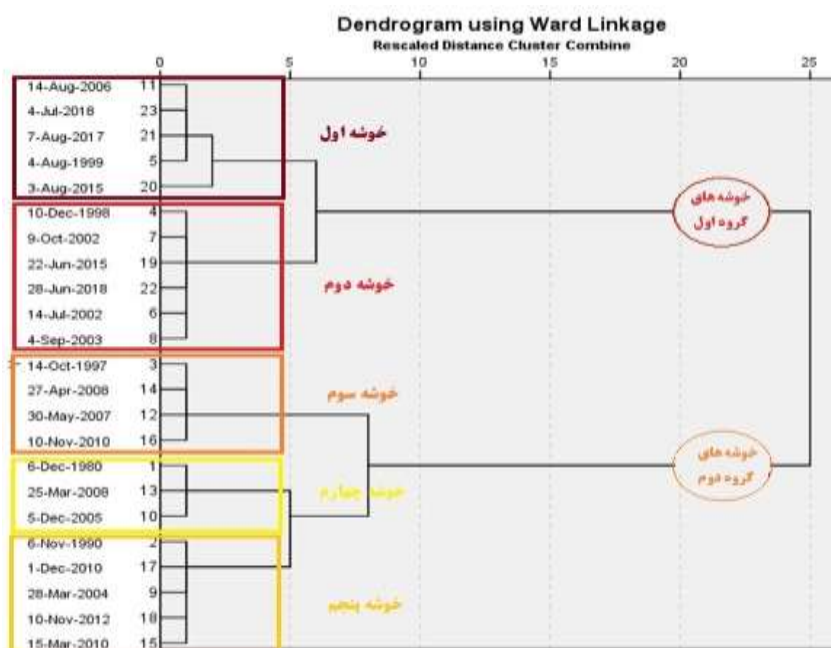 Dendrogram using Ward Linkage
Rescaled Distance Cluster Combine
0 5 10 15 20 25
14-Aug-2006 11
4-Jul-2018 23
7-Aug-2017 21
4-Aug-1999 5
3-Aug-2015 20
خوشه اول
10-Dec-1998 4
9-Oct-2002 7
22-Jun-2015 19
28-Jun-2018 22
14-Jul-2002 6
4-Sep-2003 8
خوشه دوم
خوشه های
گروه اول
14-Oct-1997 3
27-Apr-2008 14
30-May-2007 12
10-Nov-2010 16
خوشه سوم
6-Dec-1980 1
25-Mar-2008 13
5-Dec-2005 10
خوشه چهارم
خوشه های
گروه دوم
6-Nov-1990 2
1-Dec-2010 17
28-Mar-2004 9
10-Nov-2012 18
15-Mar-2010 15
خوشه پنجم